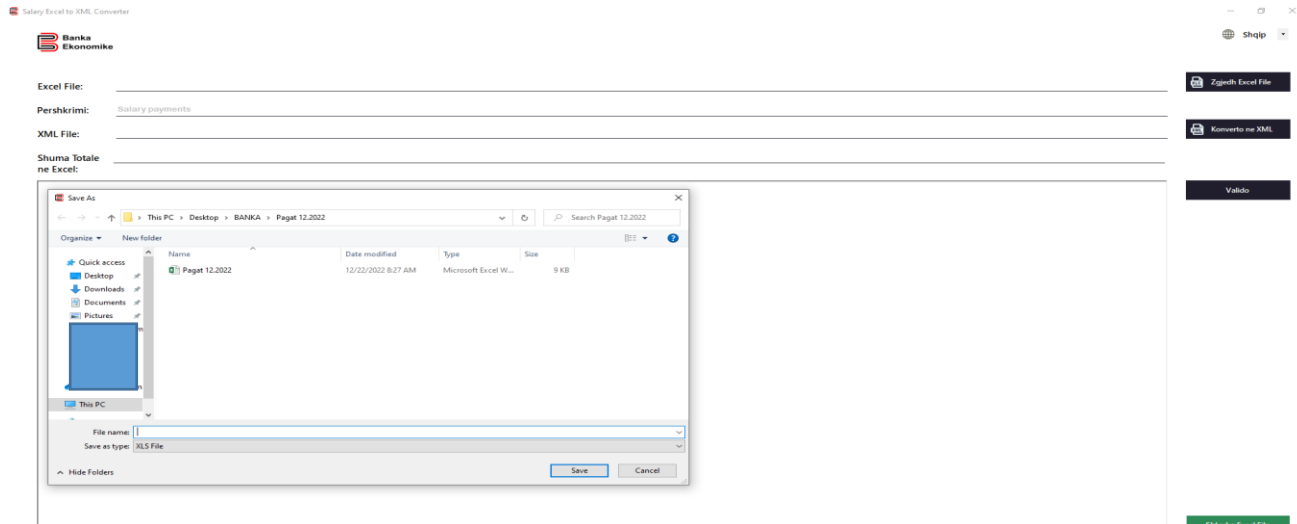 Salary Excel to XML Converter
Banka
Ekonomike
Shqip
Excel File:
Zgjedh Excel File
Pershkrimi: Salary payments
XML File:
Konverto ne XML
Shuma Totale
ne Excel:
Valido
Save As
This PC › Desktop › BANKA › Pagat 12.2022
Search Pagat 12.2022
Organize
New folder
Name Date modified Type Size
Pagat 12.2022 12/22/2022 8:27 AM Microsoft Excel W... 9 KB
Quick access
Desktop
Downloads
Documents
Pictures
This PC
File name:
Save as type: XLS File
Hide Folders
Save
Cancel